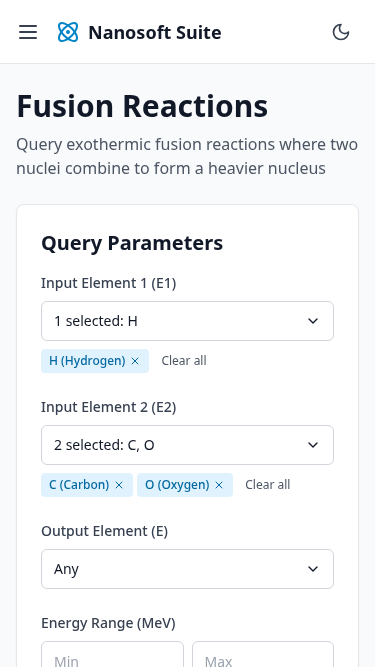 Nanosoft Suite
Fusion Reactions
Query exothermic fusion reactions where two
nuclei combine to form a heavier nucleus
Query Parameters
Input Element 1 (E1)
1 selected: H
H (Hydrogen) ×
Clear all
Input Element 2 (E2)
2 selected: C, O
C (Carbon) × O (Oxygen) × Clear all
Output Element (E)
Any
Energy Range (MeV)
Min Max